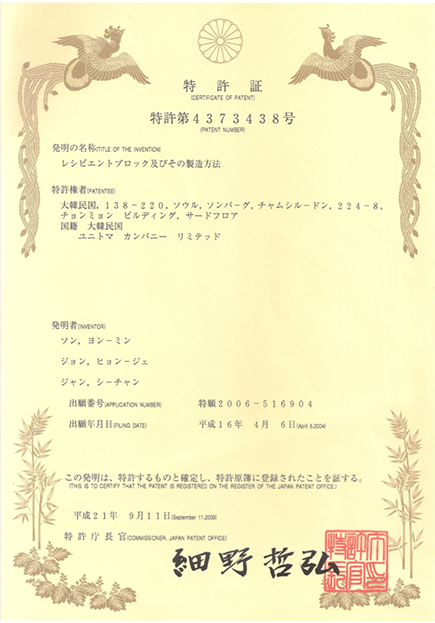 特許証
(CERTIFICATE OF PATENT)
特許第4373438号
(PATENT NUMBER)
発明の名称(TITLE OF THE INVENTION)
レシピエントブロック及びその製造方法
特許権者(PATENTEE)
大韓民国,138-220,ソウル,ソンパーグ,チャムシルードン,224-8,
チョンミョン ビルディング,サードフロア
国籍 大韓民国
ユニトマ カンパニー リミテッド
発明者(INVENTOR)
ソン,ヨンーミン
ジョン,ヒョンージェ
ジャン,シーチャン
出願番号(APPLICATION NUMBER) 特願2006-516904
出願年月日(FILING DATE) 平成16年 4月 6日(April 6,2004)
この発明は、特許するものと確定し、特許原簿に登録されたことを証する。
(THIS IS TO CERTIFY THAT THE PATENT IS REGISTERED ON THE REGISTER OF THE JAPAN PATENT OFFICE.)
平成21年 9月11日(September 11,2009)
特許庁長官(COMMISSIONER, JAPAN PATENT OFFICE)
細野哲弘